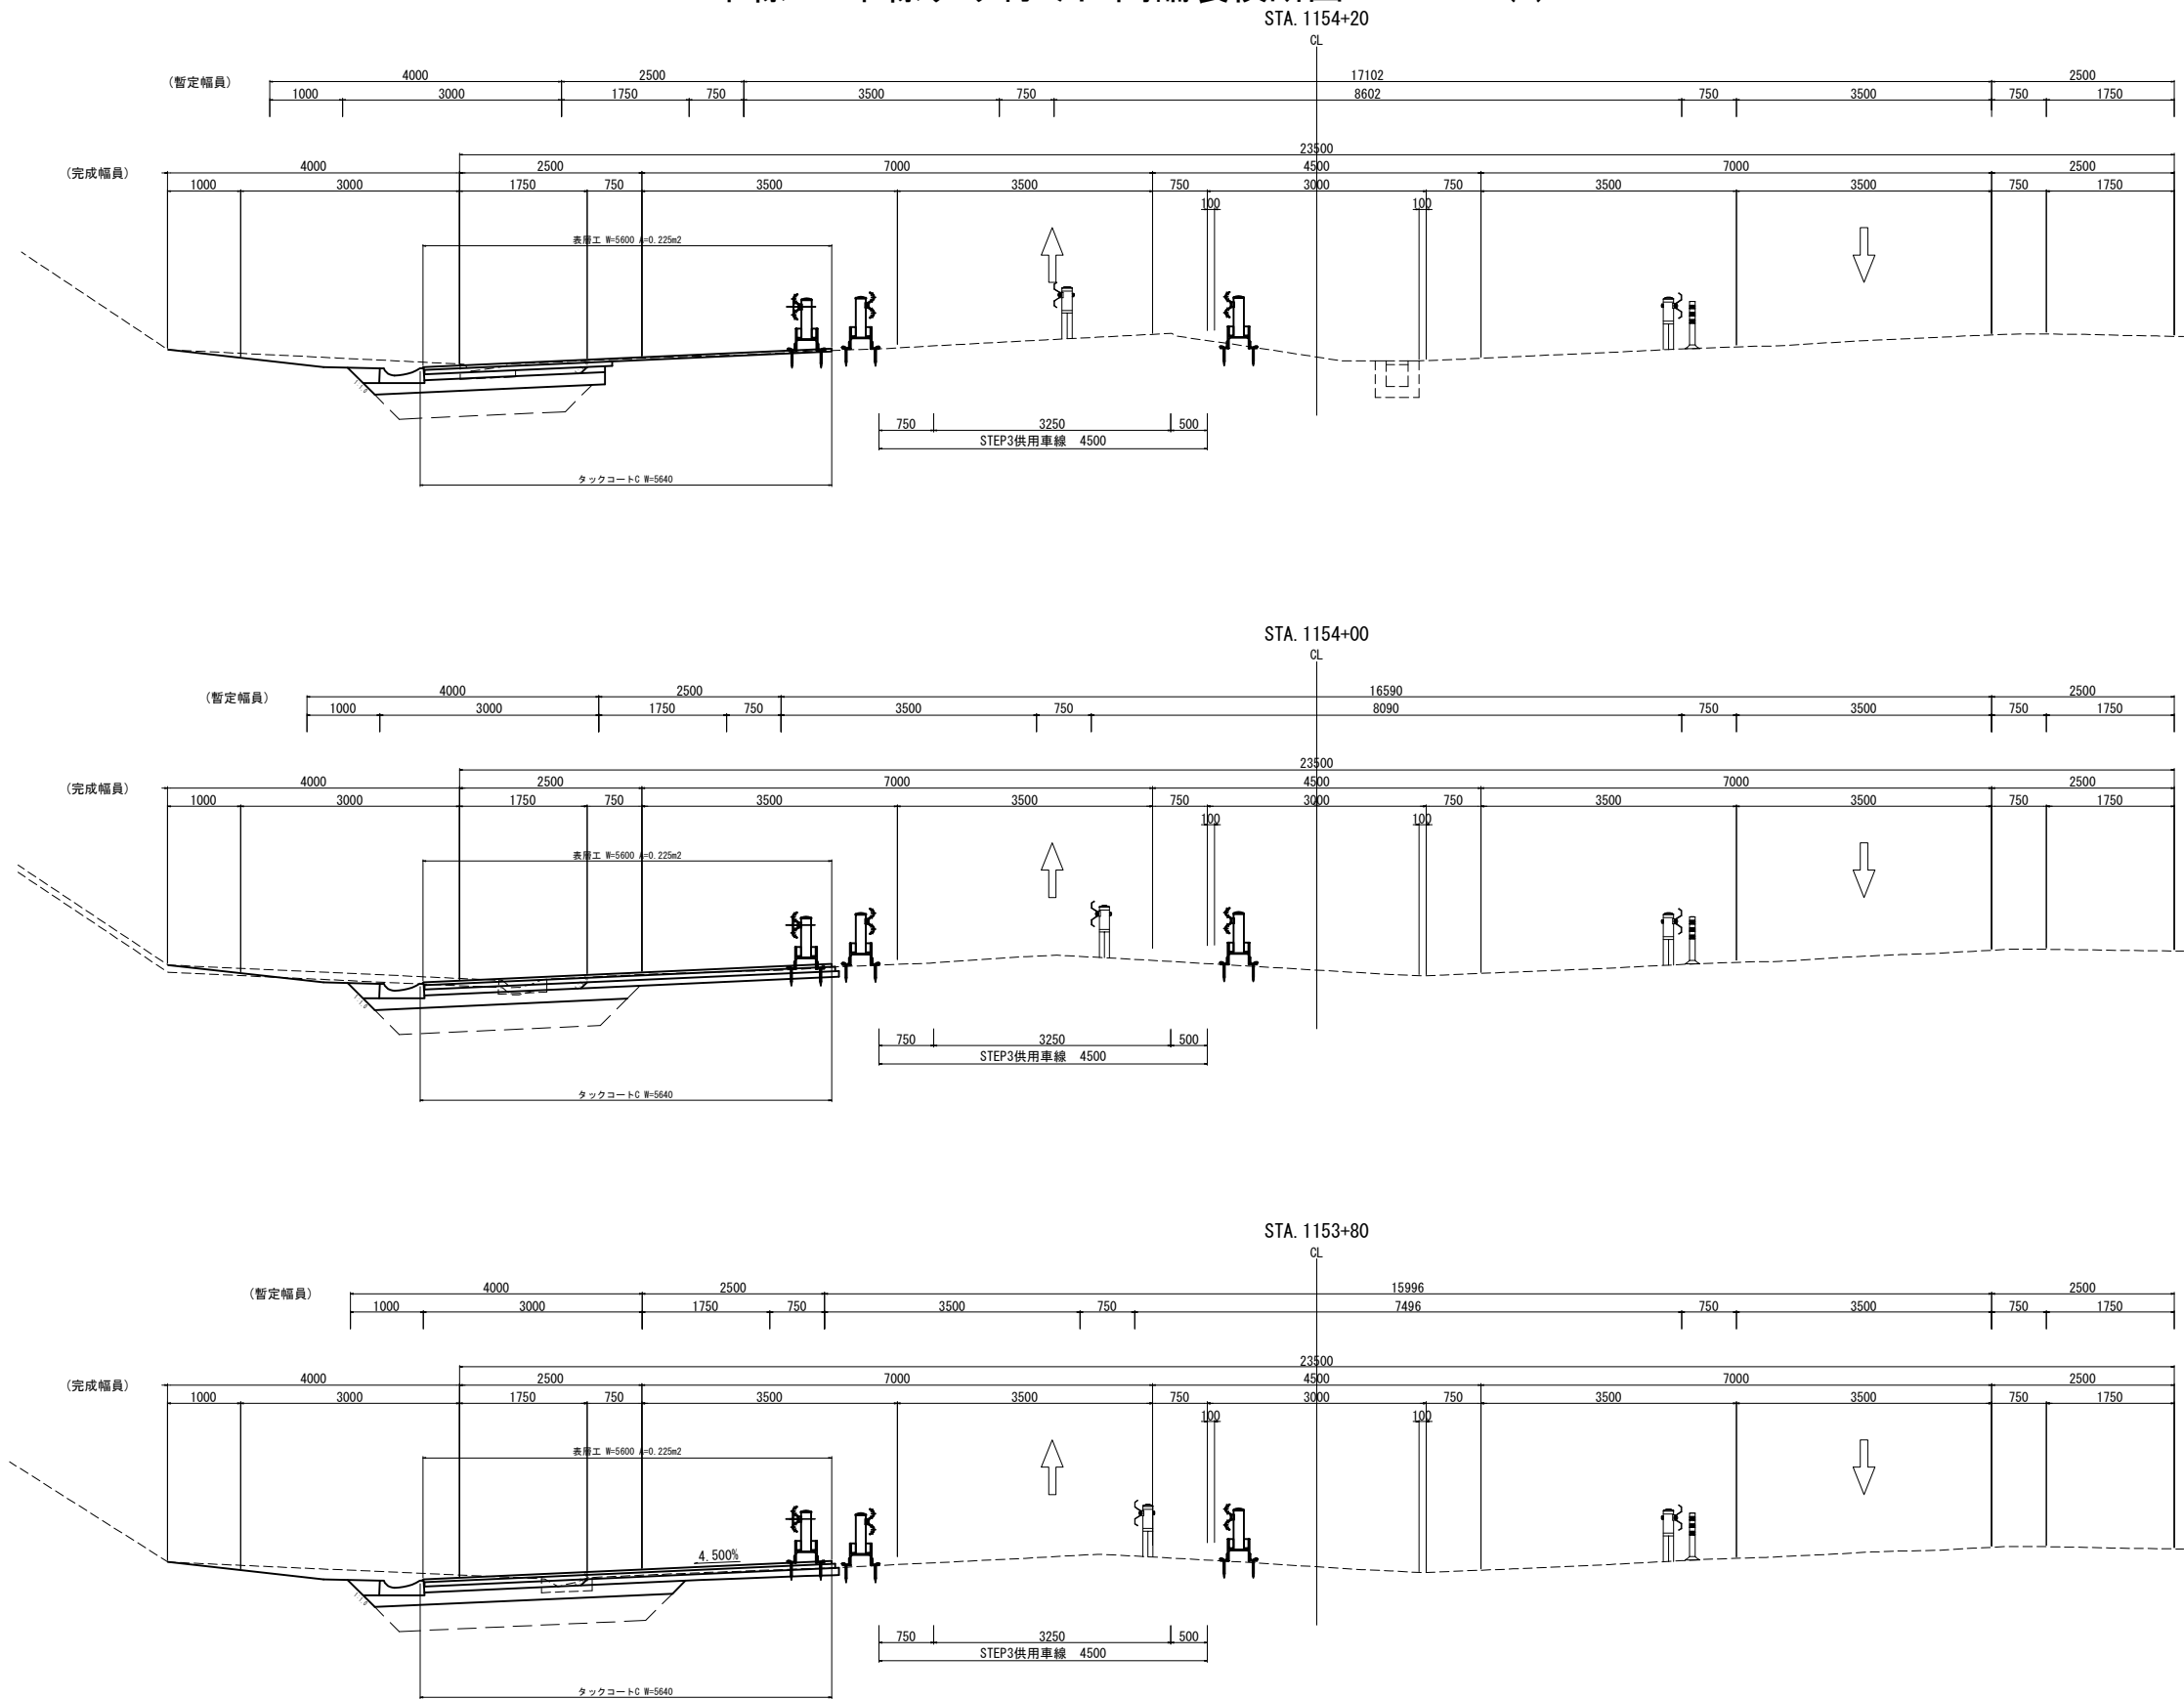 STA.1154+20
CL
(暫定幅員) 4000 2500 17102 2500
1000 3000 1750 750 3500 750 8602 750 3500 750 1750
23500
(完成幅員) 4000 2500 7000 4500 7000 2500
1000 3000 1750 750 3500 3500 750 3000 750 3500 3500 750 1750
100 100
表層工 W=5600 A=0.225m2
750 3250 500
STEP3供用車線 4500
タックコートC W=5640
STA.1154+00
CL
(暫定幅員) 4000 2500 16590 2500
1000 3000 1750 750 3500 750 8090 750 3500 750 1750
23500
(完成幅員) 4000 2500 7000 4500 7000 2500
1000 3000 1750 750 3500 3500 750 3000 750 3500 3500 750 1750
100 100
表層工 W=5600 A=0.225m2
750 3250 500
STEP3供用車線 4500
タックコートC W=5640
STA.1153+80
CL
(暫定幅員) 4000 2500 15996 2500
1000 3000 1750 750 3500 750 7496 750 3500 750 1750
23500
(完成幅員) 4000 2500 7000 4500 7000 2500
1000 3000 1750 750 3500 3500 750 3000 750 3500 3500 750 1750
100 100
表層工 W=5600 A=0.225m2
4.500%
750 3250 500
STEP3供用車線 4500
タックコートC W=5640